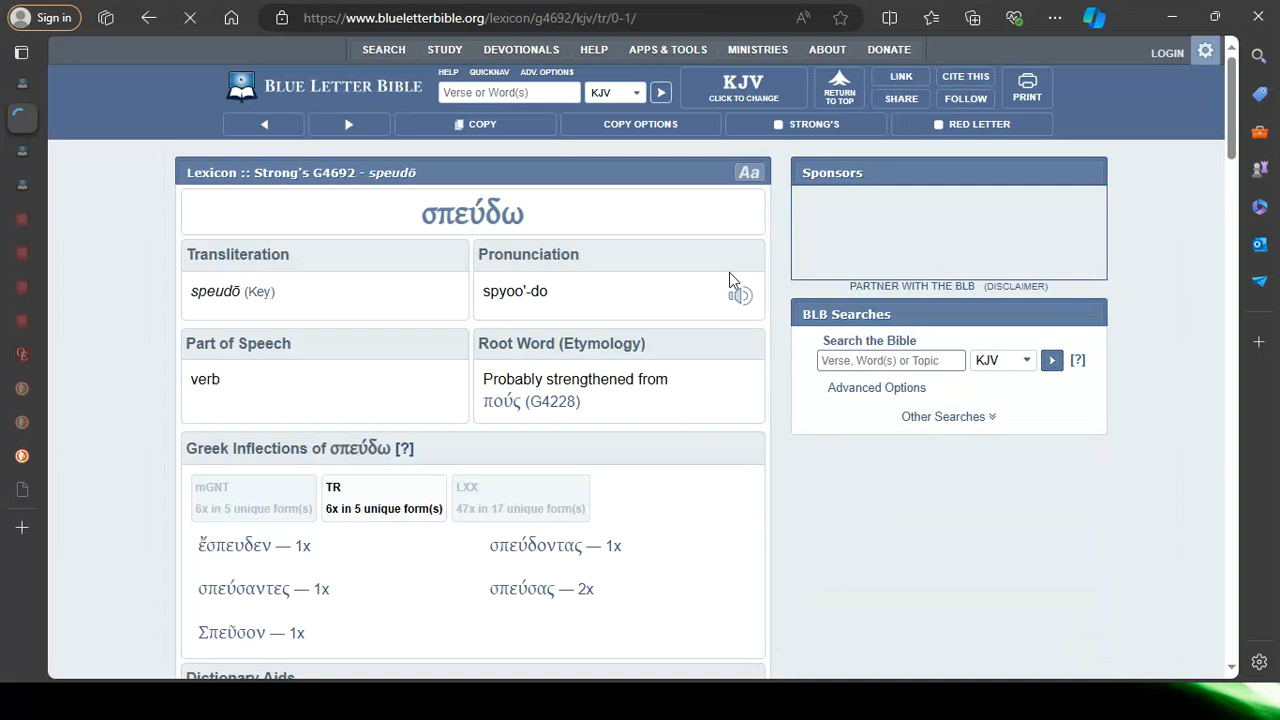 Sign in
https://www.blueletterbible.org/lexicon/g4692/kjv/tr/0-1/
SEARCH STUDY DEVOTIONALS HELP APPS & TOOLS MINISTRIES ABOUT DONATE
LOGIN
BLUE LETTER BIBLE
HELP QUICKNAV ADV. OPTIONS
Verse or Word(s)
KJV
KJV
CLICK TO CHANGE
RETURN
TO TOP
LINK
CITE THIS
SHARE
FOLLOW
PRINT
COPY
COPY OPTIONS
STRONG'S
RED LETTER
Lexicon :: Strong's G4692 - speudō
Aa
σπεύδω
Transliteration
speudō (Key)
Pronunciation
spyoo'-do
Part of Speech
verb
Root Word (Etymology)
Probably strengthened from
πούς (G4228)
Greek Inflections of σπεύδω [?]
mGNT
6x in 5 unique form(s)
TR
6x in 5 unique form(s)
LXX
47x in 17 unique form(s)
ἔσπευδεν — 1x
σπεύδοντας — 1x
σπεύσαντες — 1x
σπεύσας — 2x
Σπεῦσον — 1x
Dictionary Aids
Sponsors
PARTNER WITH THE BLB (DISCLAIMER)
BLB Searches
Search the Bible
Verse, Word(s) or Topic
KJV
[?]
Advanced Options
Other Searches